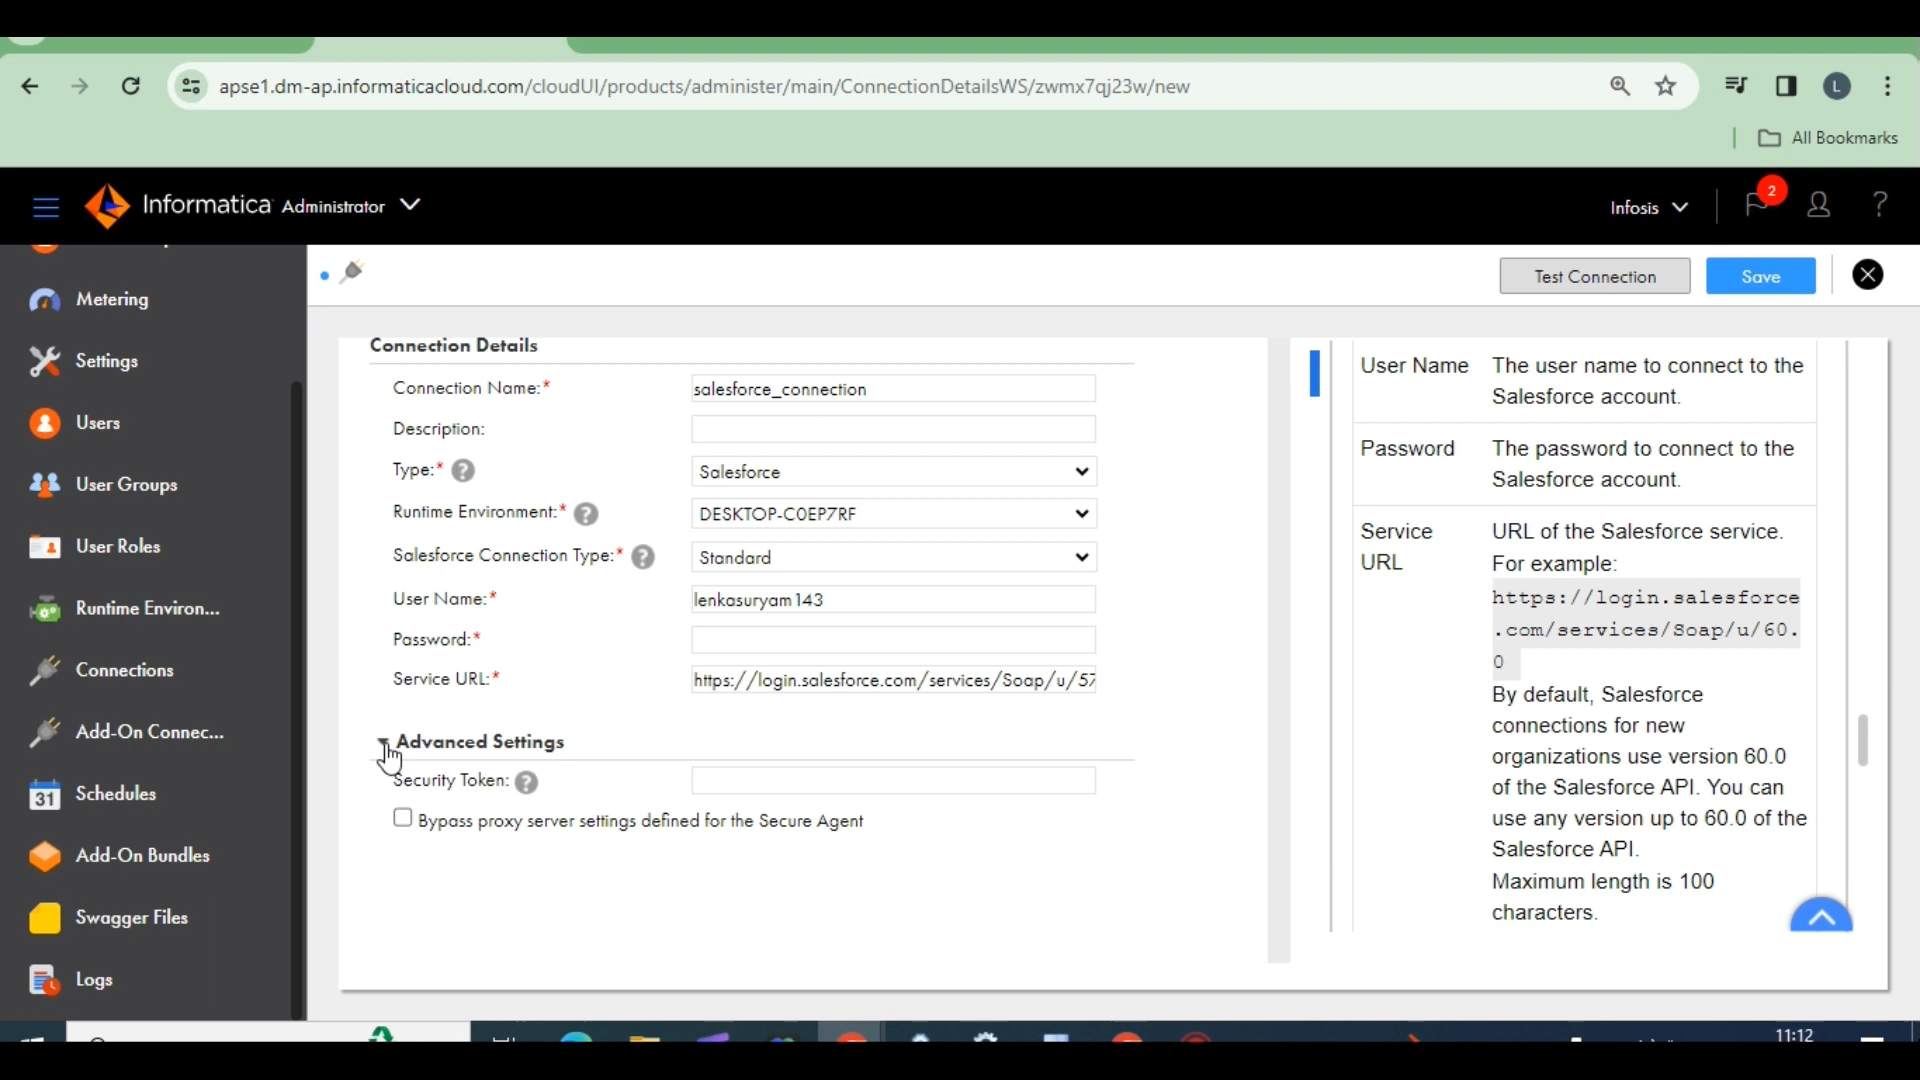 apse1.dm-ap.informaticacloud.com/cloudUI/products/administer/main/ConnectionDetailsWS/zwmx7qj23w/new
L
All Bookmarks
Informatica Administrator
Infosis
2
?
Metering
Settings
Users
User Groups
User Roles
Runtime Environ...
Connections
Add-On Connec...
31 Schedules
Add-On Bundles
Swagger Files
Logs
Test Connection
Save
Connection Details
Connection Name:* salesforce_connection
Description:
Type:* ? Salesforce
Runtime Environment:* ? DESKTOP-C0EP7RF
Salesforce Connection Type:* ? Standard
User Name:* lenkasuryam143
Password:*
Service URL:* https://login.salesforce.com/services/Soap/u/57
Advanced Settings
Security Token: ?
Bypass proxy server settings defined for the Secure Agent
User Name The user name to connect to the
Salesforce account.
Password The password to connect to the
Salesforce account.
Service URL of the Salesforce service.
URL For example:
https://login.salesforce
.com/services/Soap/u/60.
0
By default, Salesforce
connections for new
organizations use version 60.0
of the Salesforce API. You can
use any version up to 60.0 of the
Salesforce API.
Maximum length is 100
characters.
11:12